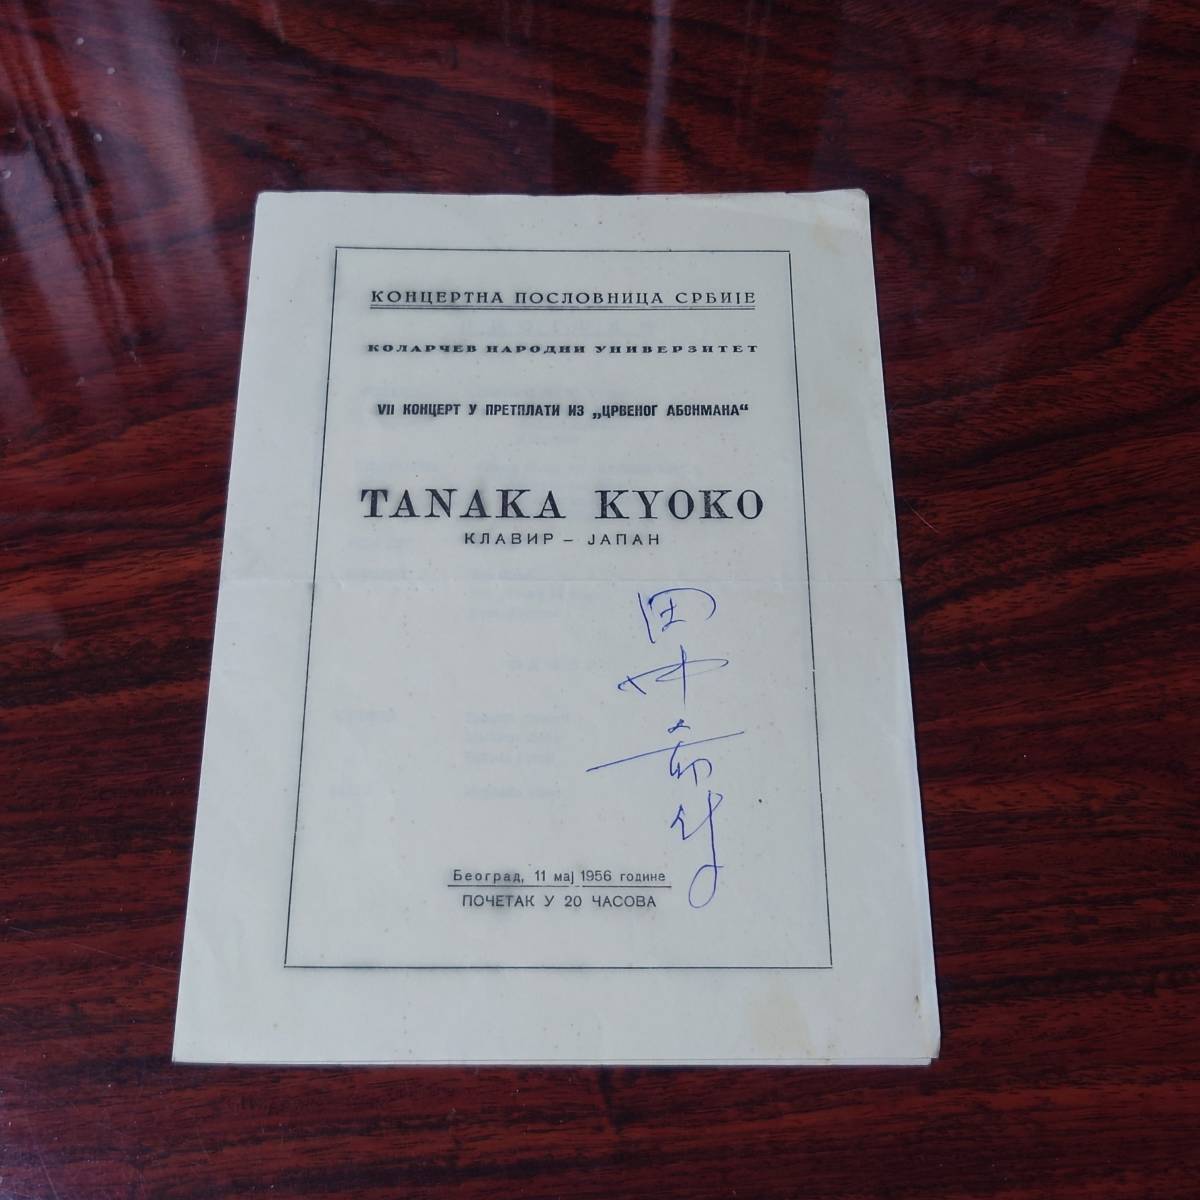 КОНЦЕРТНА ПОСЛОВНИЦА СРБИЈЕ
КОЛАРЧЕВ НАРОДНИ УНИВЕРЗИТЕТ
VII КОНЦЕРТ У ПРЕТПЛАТИ ИЗ „ЦРВЕНОГ АБОНМАНА“
TANAKA KYOKO
КЛАВИР – ЈАПАН
田
中
希
代
子
Београд, 11 мај 1956 године
ПОЧЕТАК У 20 ЧАСОВА